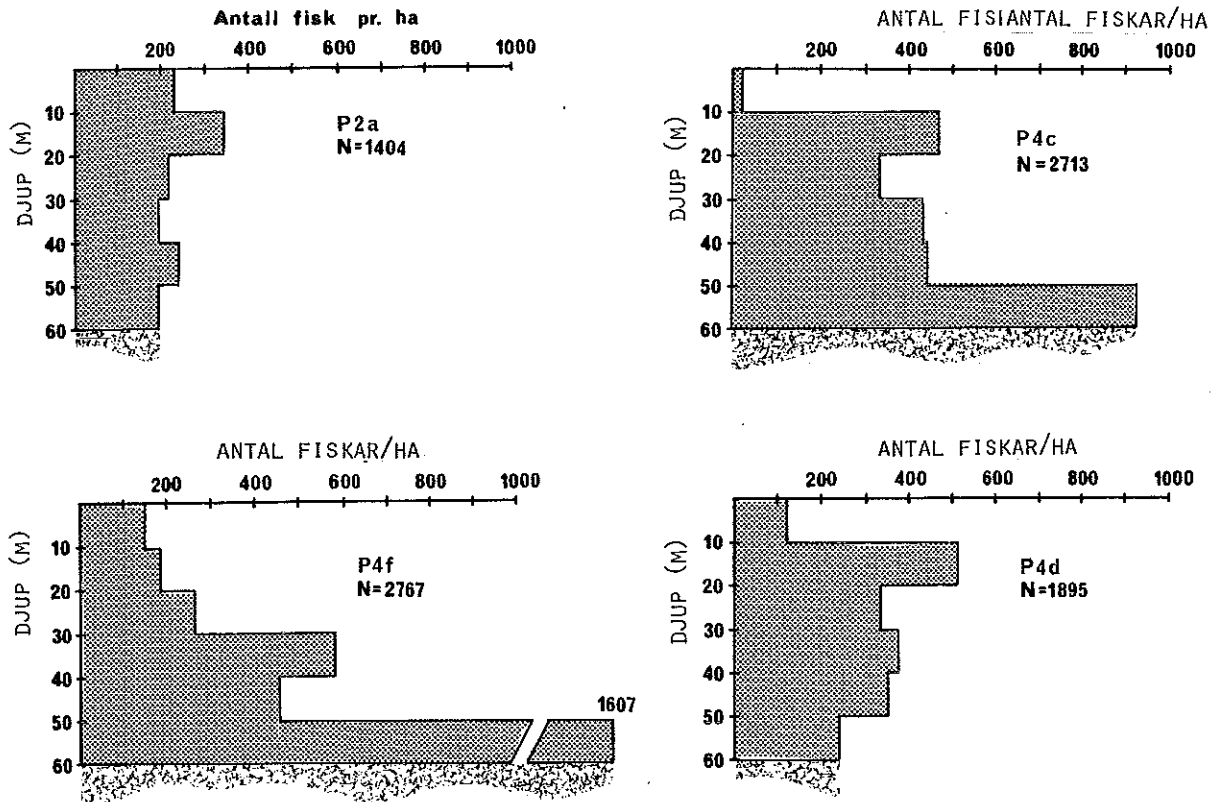 Antall fisk pr. ha
200 400 600 800 1000
DJUP (M)
10
20
30
40
50
60
P2a
N=1404
ANTAL FISIANTAL FISKAR/HA
200 400 600 800 1000
DJUP (M)
10
20
30
40
50
60
P4c
N=2713
ANTAL FISKAR/HA
200 400 600 800 1000
DJUP (M)
10
20
30
40
50
60
P4f
N=2767
1607
ANTAL FISKAR/HA
200 400 600 800 1000
DJUP (M)
10
20
30
40
50
60
P4d
N=1895